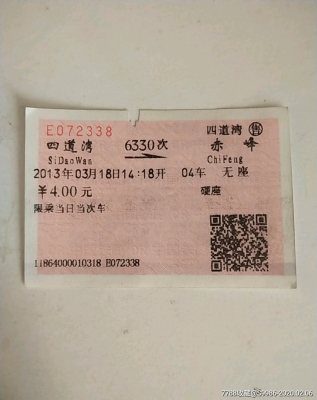 E072338 四道湾 售
四道湾 6330次 赤峰
SiDaoWan ChiFeng
2013年03月18日14:18开 04车 无座
￥4.00元 硬座
限乘当日当次车
11864000010318 E072338